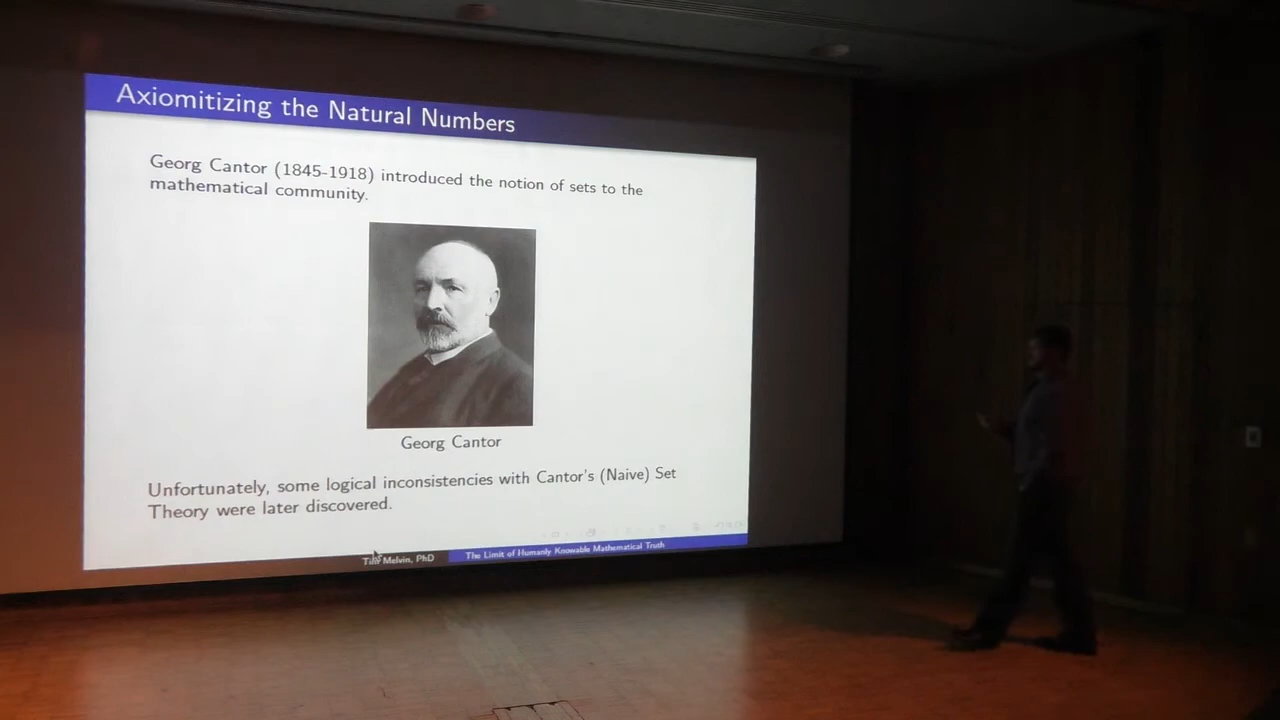 Axiomitizing the Natural Numbers
Georg Cantor (1845-1918) introduced the notion of sets to the
mathematical community.
Georg Cantor
Unfortunately, some logical inconsistencies with Cantor's (Naive) Set
Theory were later discovered.
Tim Melvin, PhD
The Limit of Humanly Knowable Mathematical Truth